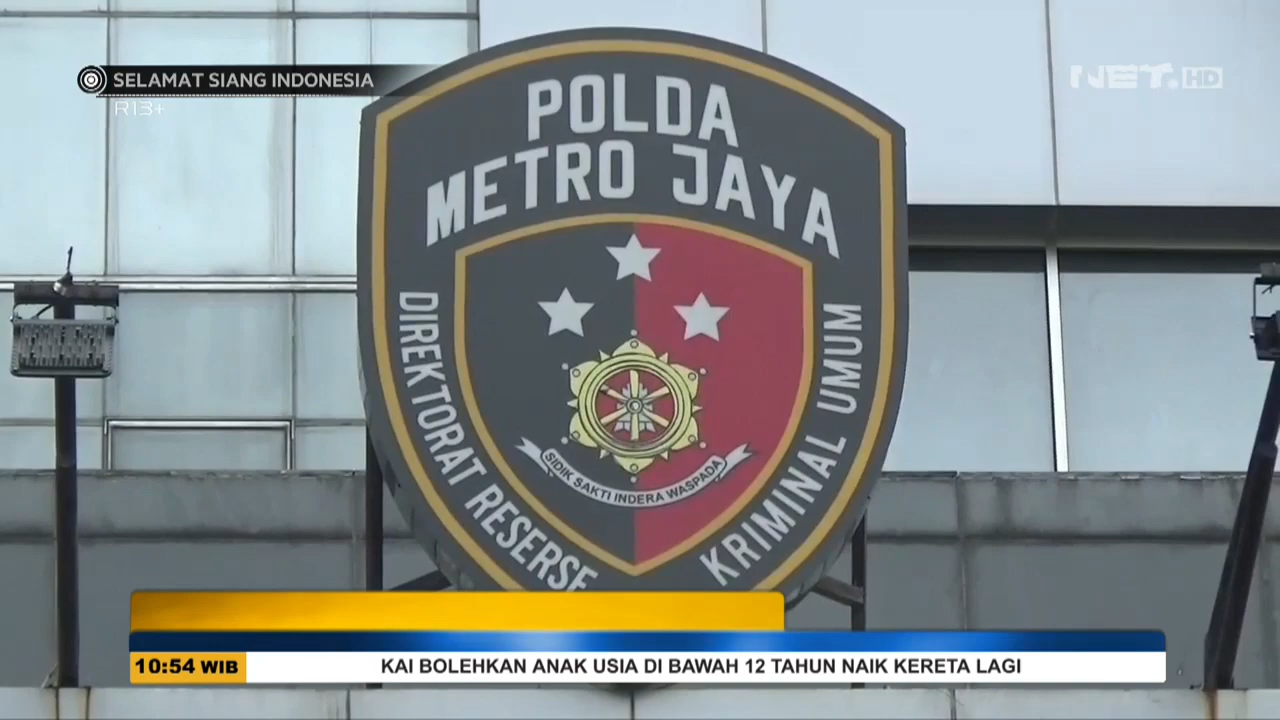 SELAMAT SIANG INDONESIA
R13+
NET. HD
POLDA
METRO JAYA
DIREKTORAT RESERSE
KRIMINAL UMUM
SIDIK SAKTI INDERA WASPADA
10:54 WIB
KAI BOLEHKAN ANAK USIA DI BAWAH 12 TAHUN NAIK KERETA LAGI